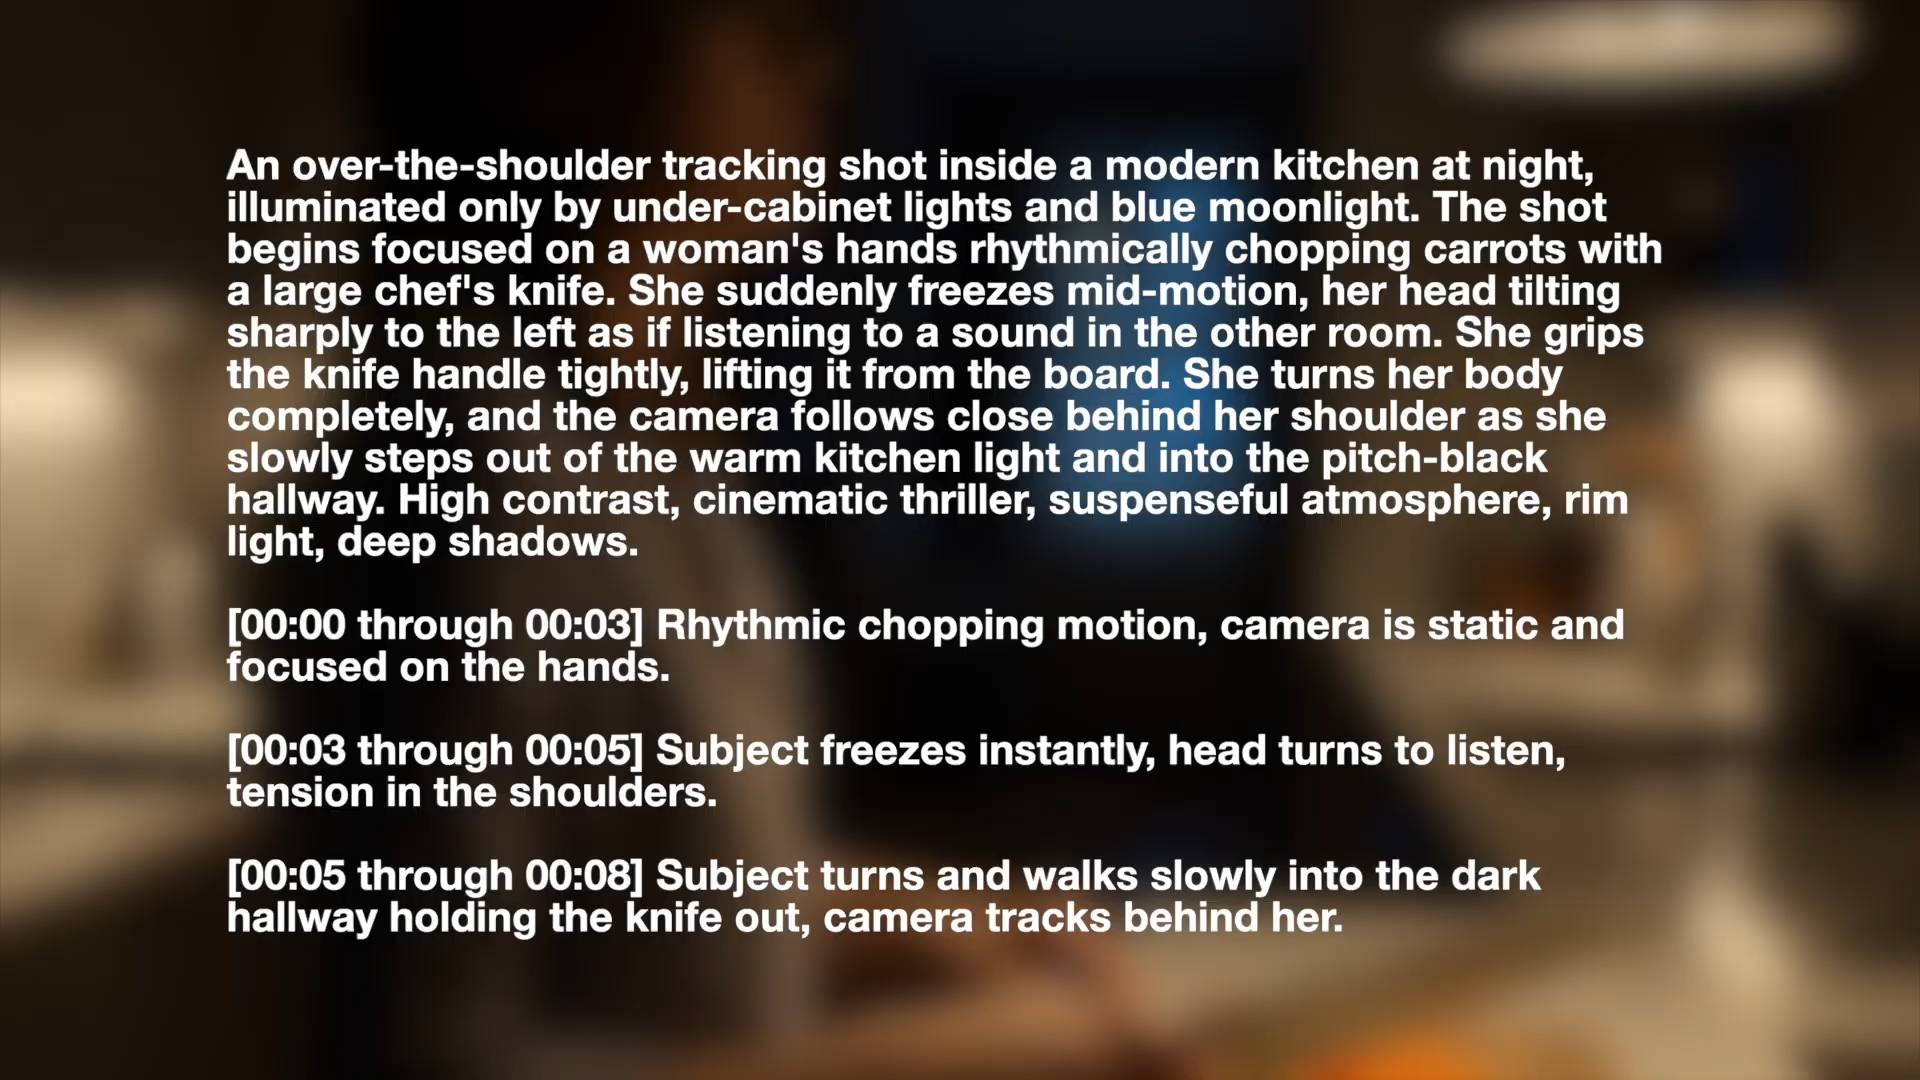 An over-the-shoulder tracking shot inside a modern kitchen at night,
illuminated only by under-cabinet lights and blue moonlight. The shot
begins focused on a woman's hands rhythmically chopping carrots with
a large chef's knife. She suddenly freezes mid-motion, her head tilting
sharply to the left as if listening to a sound in the other room. She grips
the knife handle tightly, lifting it from the board. She turns her body
completely, and the camera follows close behind her shoulder as she
slowly steps out of the warm kitchen light and into the pitch-black
hallway. High contrast, cinematic thriller, suspenseful atmosphere, rim
light, deep shadows.
[00:00 through 00:03] Rhythmic chopping motion, camera is static and
focused on the hands.
[00:03 through 00:05] Subject freezes instantly, head turns to listen,
tension in the shoulders.
[00:05 through 00:08] Subject turns and walks slowly into the dark
hallway holding the knife out, camera tracks behind her.